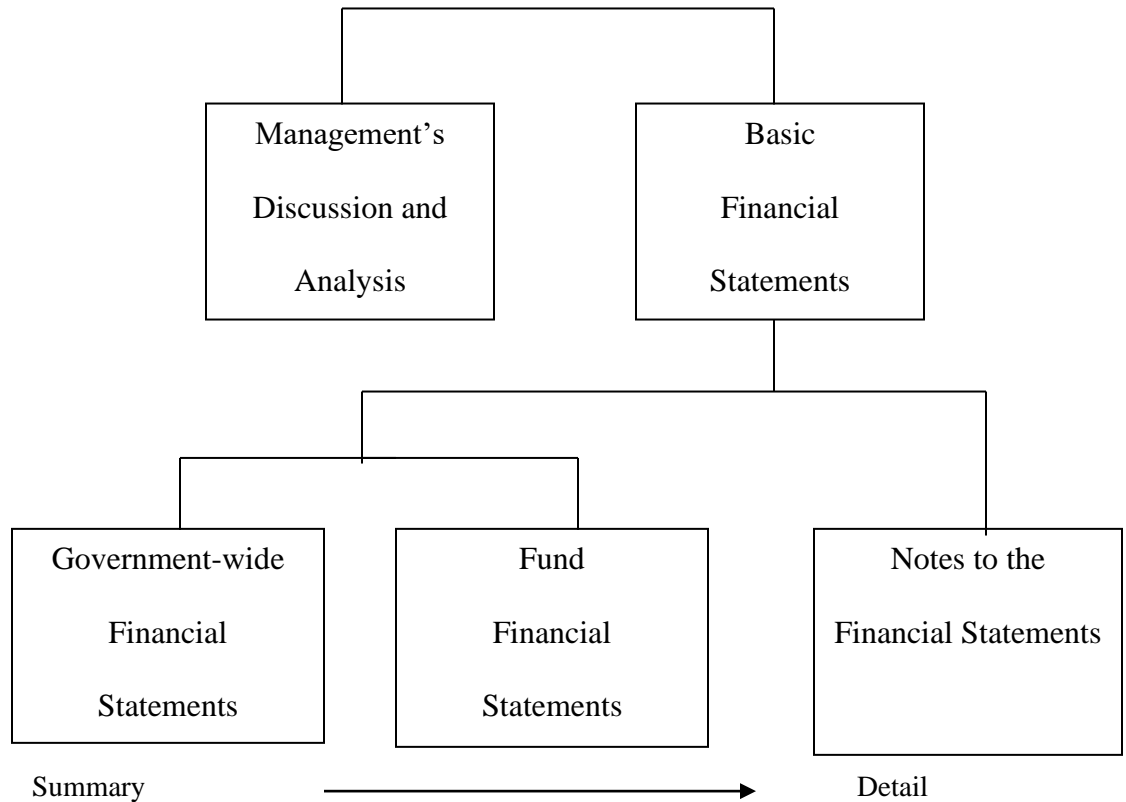 Management’s
Discussion and
Analysis
Basic
Financial
Statements
Government-wide
Financial
Statements
Fund
Financial
Statements
Notes to the
Financial Statements
Summary
Detail